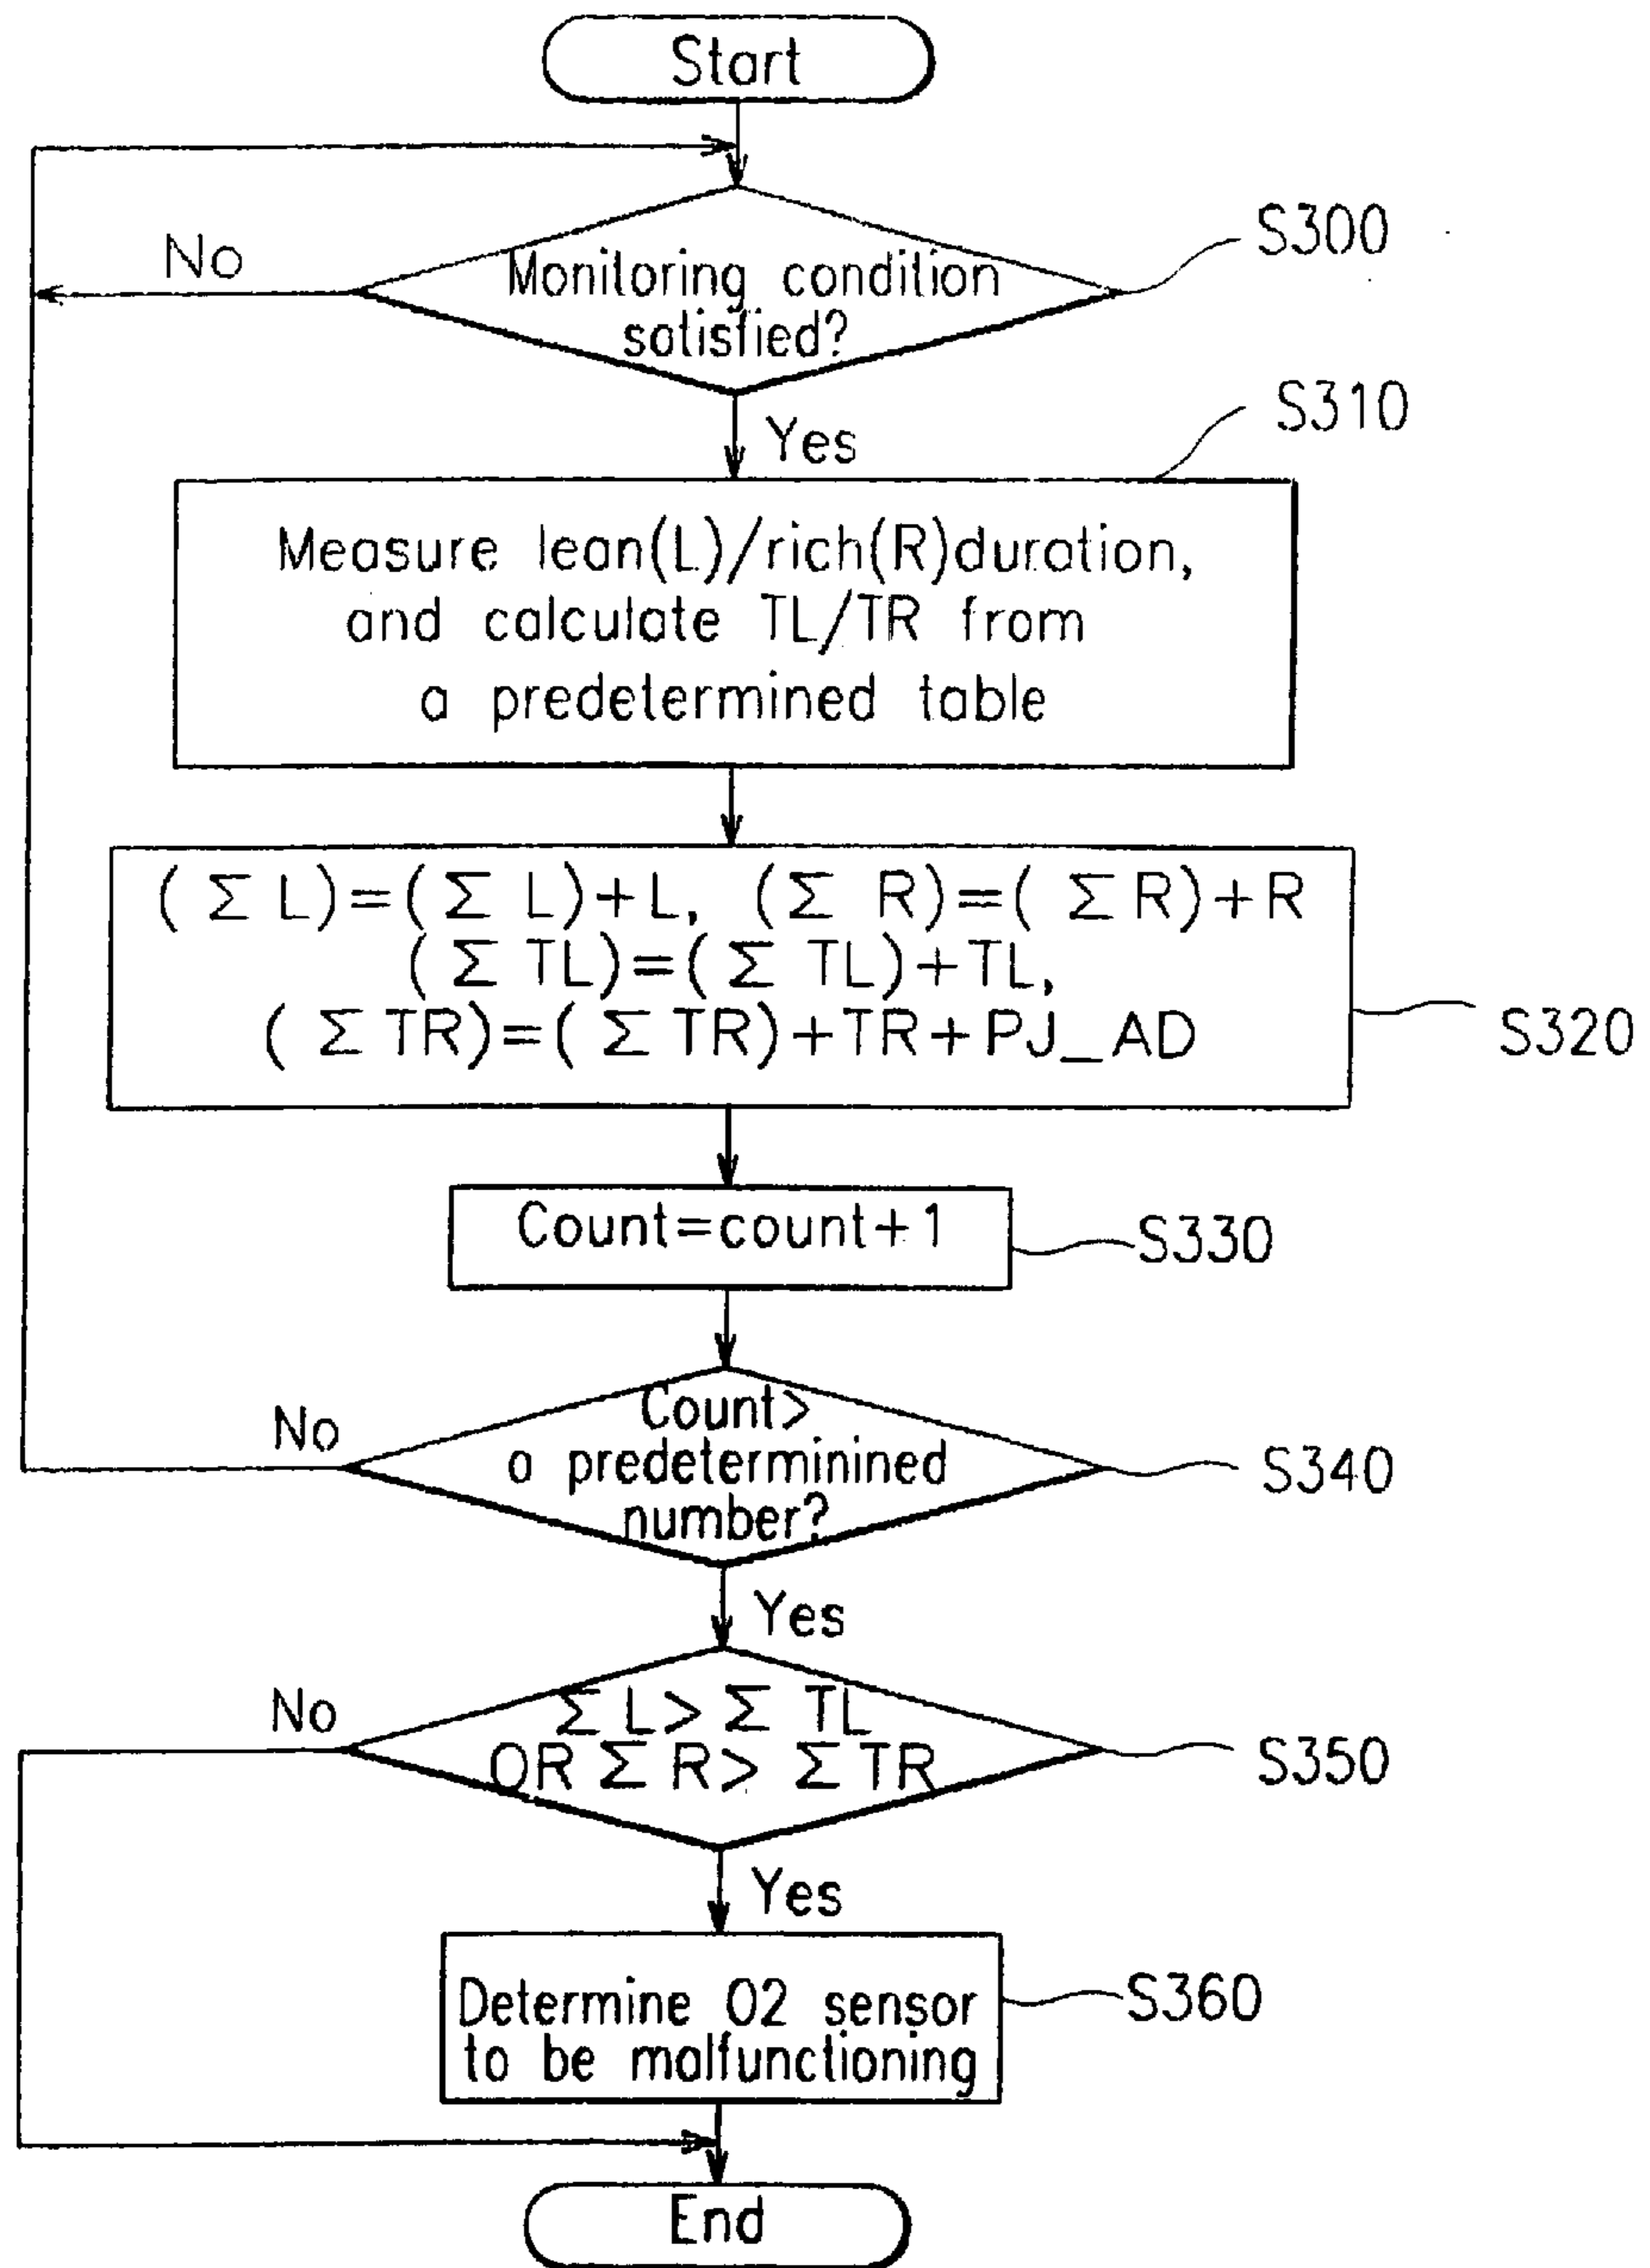 Start
No
Monitoring condition
satisfied?
S300
Yes
S310
Measure lean(L)/rich(R)duration,
and calculate TL/TR from
a predetermined table
(Σ L)=(Σ L)+L, (Σ R)=(Σ R)+R
(Σ TL)=(Σ TL)+TL,
(Σ TR)=(Σ TR)+TR+PJ_AD
S320
Count=count+1
S330
No
Count>
a predeterminined
number?
S340
Yes
No
Σ L> Σ TL
OR Σ R> Σ TR
S350
Yes
Determine O2 sensor
to be malfunctioning
S360
End